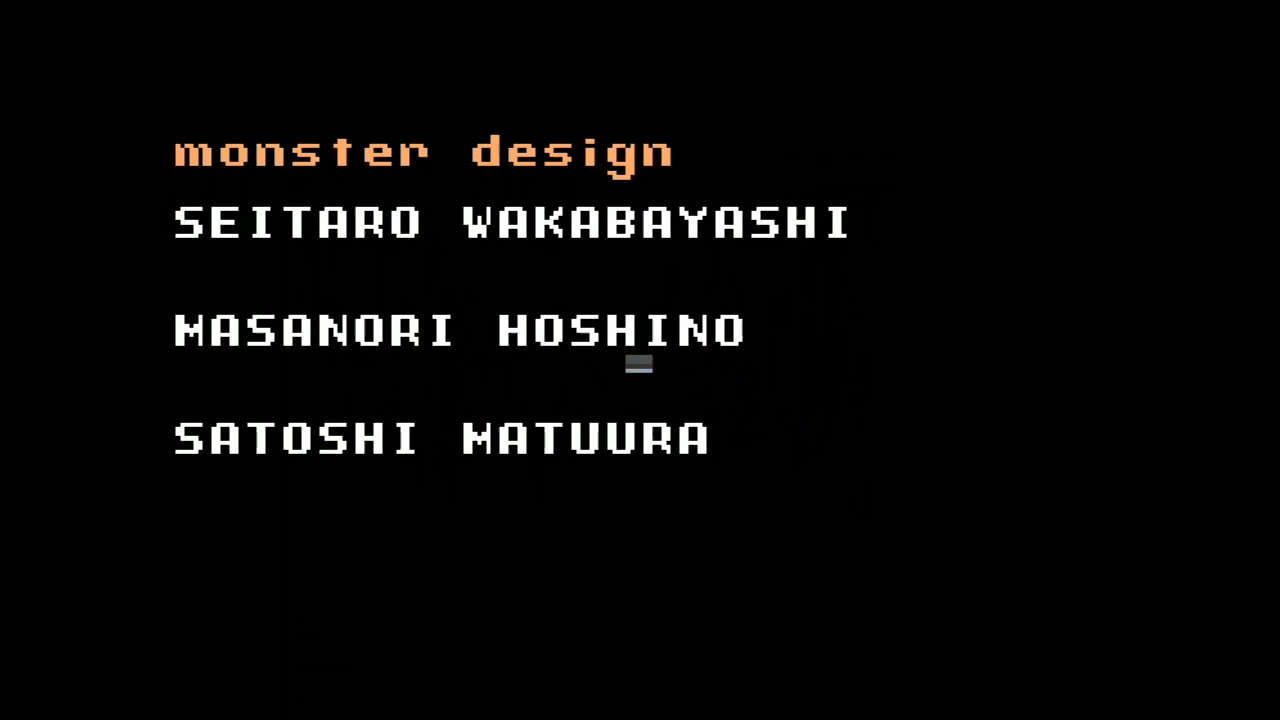 monster design
SEITARO WAKABAYASHI
MASANORI HOSHINO
SATOSHI MATUURA